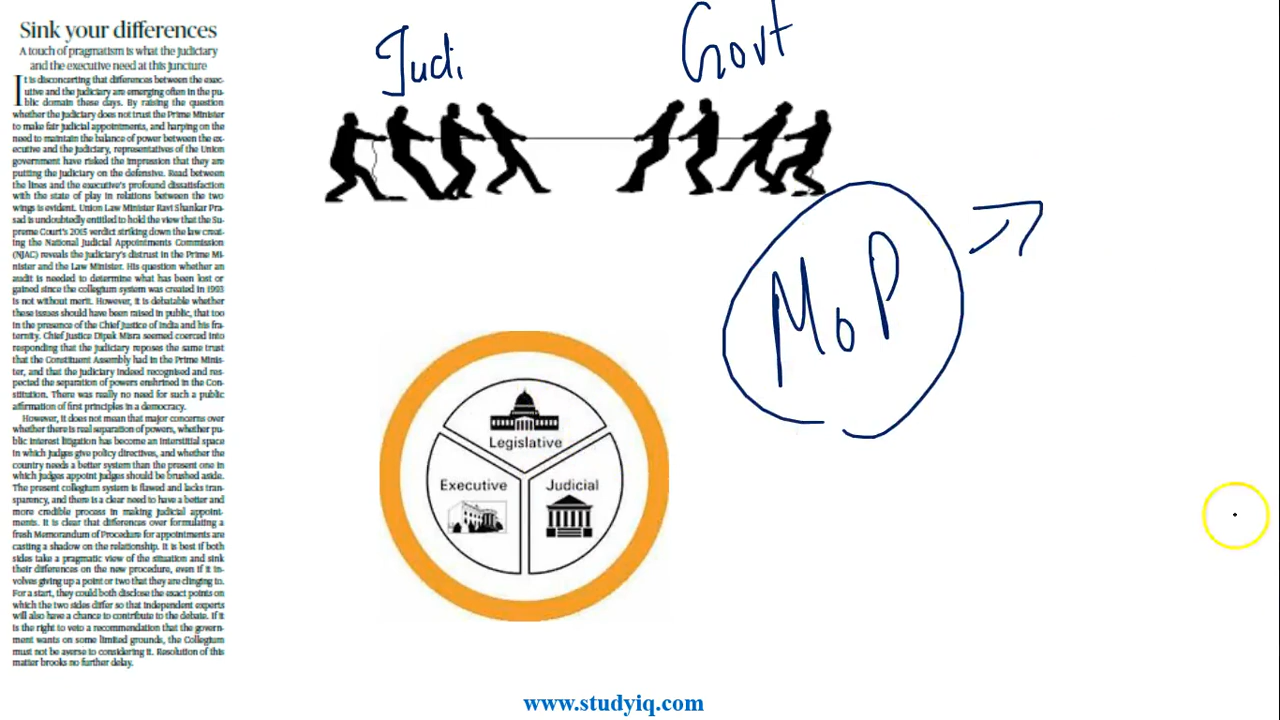 Sink your differences
A touch of pragmatism is what the judiciary
and the executive need at this juncture
It is disconcerting that differences between the exec-
utive and the judiciary are emerging often in the pu-
blic domain these days. By raising the question
whether the judiciary does not trust the Prime Minister
to make fair judicial appointments, and harping on the
need to maintain the balance of power between the ex-
ecutive and the judiciary, representatives of the Union
government have risked the impression that they are
putting the judiciary on the defensive. Read between
the lines and the executive's profound dissatisfaction
with the state of play in relations between the two
wings is evident. Union Law Minister Ravi Shankar Pra-
sad is undoubtedly entitled to hold the view that the Su-
preme Court's 2015 verdict striking down the law creat-
ing the National Judicial Appointments Commission
(NJAC) reveals the judiciary's distrust in the Prime Mi-
nister and the Law Minister. His question whether an
audit is needed to determine what has been lost or
gained since the collegium system was created in 1993
is not without merit. However, it is debatable whether
these issues should have been raised in public, that too
in the presence of the Chief Justice of India and his fra-
ternity. Chief Justice Dipak Misra seemed coerced into
responding that the judiciary reposes the same trust
that the Constituent Assembly had in the Prime Minis-
ter, and that the judiciary indeed recognised and res-
pected the separation of powers enshrined in the Con-
stitution. There was really no need for such a public
affirmation of first principles in a democracy.
However, it does not mean that major concerns over
whether there is real separation of powers, whether pu-
blic interest litigation has become an interstitial space
in which judges give policy directives, and whether the
country needs a better system than the present one in
which judges appoint judges should be brushed aside.
The present collegium system is flawed and lacks tran-
sparency, and there is a clear need to have a better and
more credible process in making judicial appoint-
ments. It is clear that differences over formulating a
fresh Memorandum of Procedure for appointments are
casting a shadow on the relationship. It is best if both
sides take a pragmatic view of the situation and sink
their differences on the new procedure, even if it in-
volves giving up a point or two that they are clinging to.
For a start, they could both disclose the exact points on
which the two sides differ so that independent experts
will also have a chance to contribute to the debate. If it
is the right to veto a recommendation that the govern-
ment wants on some limited grounds, the Collegium
must not be averse to considering it. Resolution of this
matter brooks no further delay.
Judi
Govt
MoP
Legislative
Executive
Judicial
www.studyiq.com